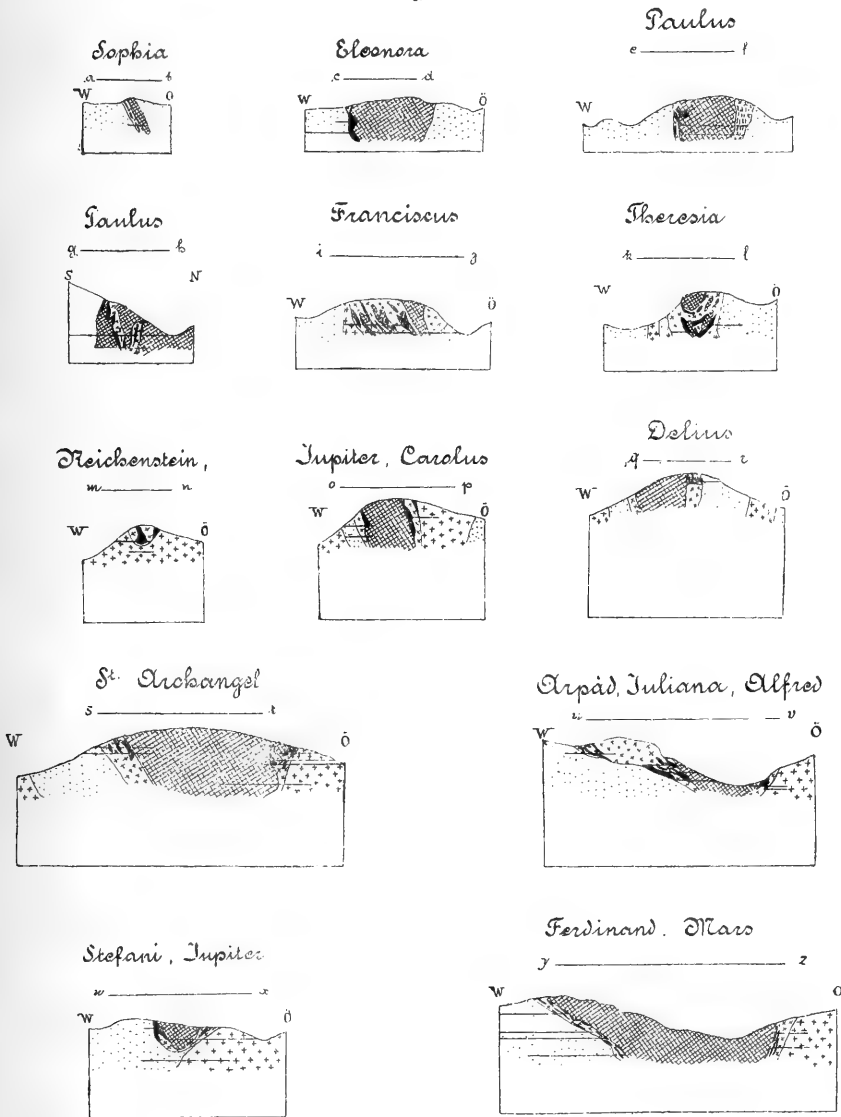 Sophia
a b
W O
Eleonora
c d
W Ö
Paulus
e f
W
Paulus
g h
S N
Franciscus
i j
W Ö
Theresia
k l
W Ö
Reichenstein,
m n
W Ö
Jupiter, Carolus
o p
W Ö
Delius
q r
W Ö
St. Archangel
s t
W Ö
Arpád, Juliana, Alfred
u v
W Ö
Stefani, Jupiter
w x
W Ö
Ferdinand. Mars
y z
W O